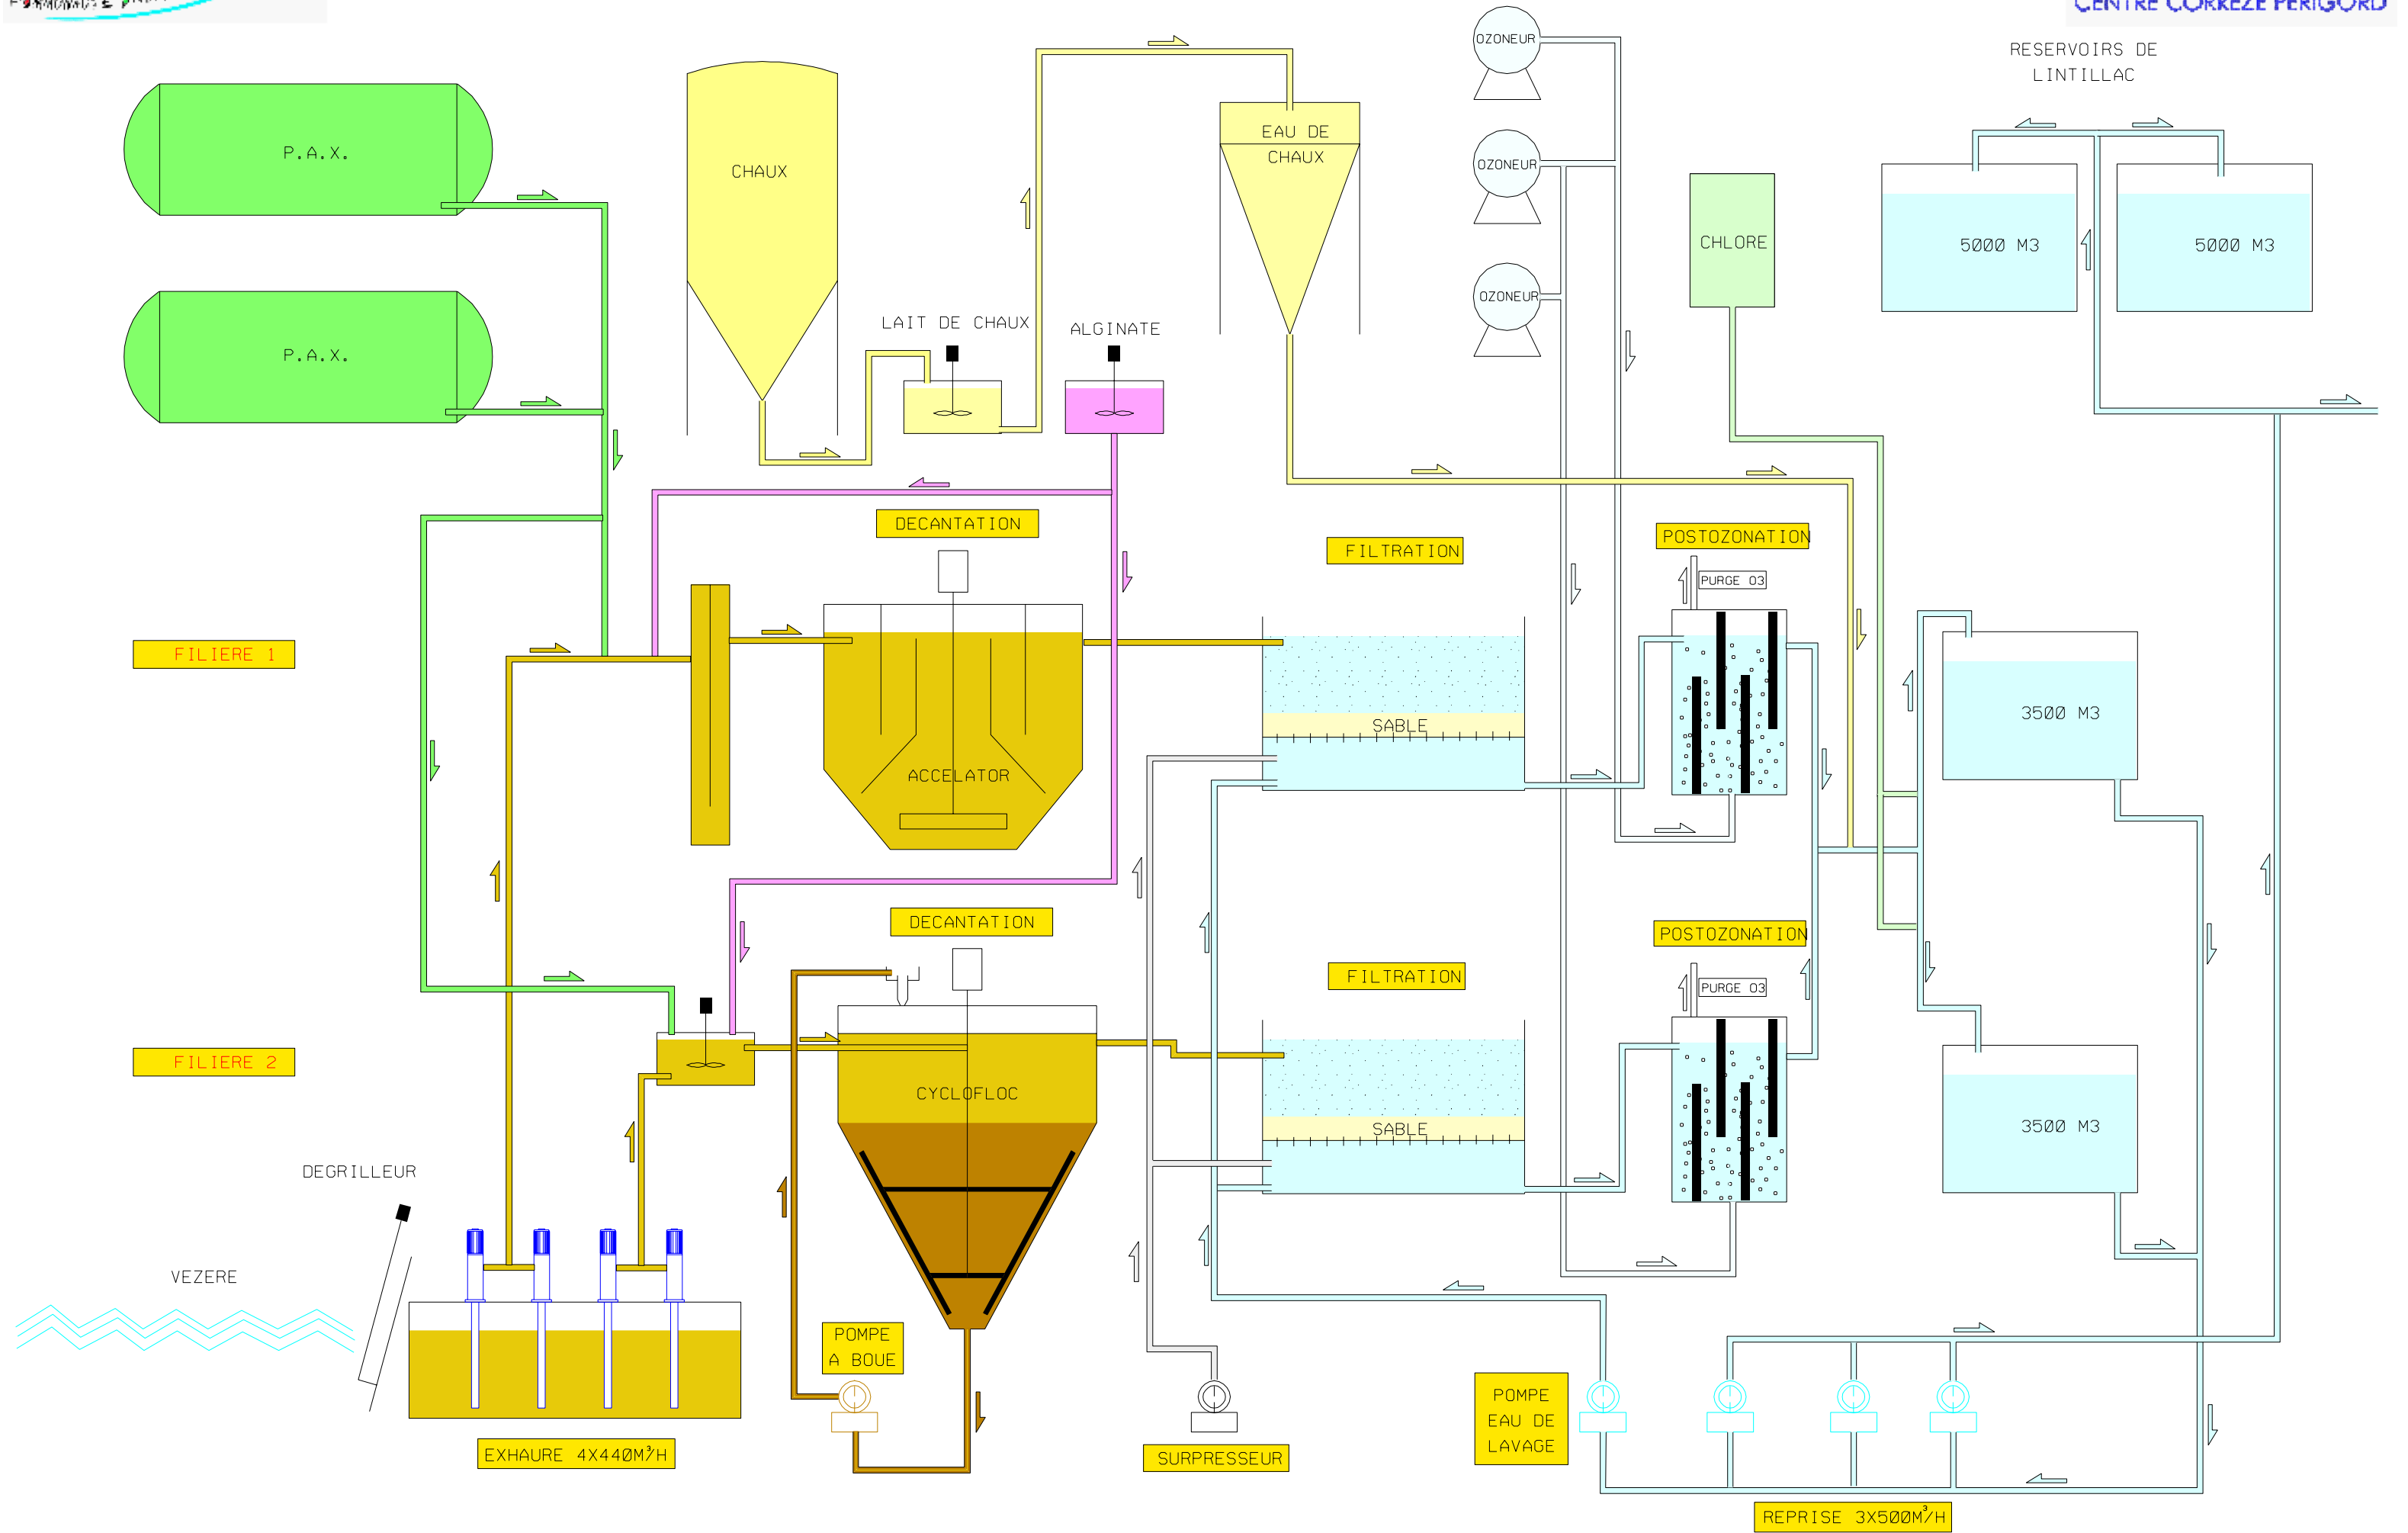 CENTRE CORREZE PERIGORD
OZONEUR
RESERVOIRS DE
LINTILLAC
P.A.X.
CHAUX
EAU DE
CHAUX
OZONEUR
CHLORE
5000 M3
5000 M3
OZONEUR
LAIT DE CHAUX
ALGINATE
P.A.X.
DECANTATION
FILTRATION
POSTOZONATION
PURGE O3
FILIERE 1
SABLE
3500 M3
ACCELATOR
DECANTATION
POSTOZONATION
FILTRATION
PURGE O3
FILIERE 2
CYCLOFLOC
SABLE
3500 M3
DEGRILLEUR
VEZERE
POMPE
A BOUE
POMPE
EAU DE
LAVAGE
EXHAURE 4X440M³/H
SURPRESSEUR
REPRISE 3X500M³/H